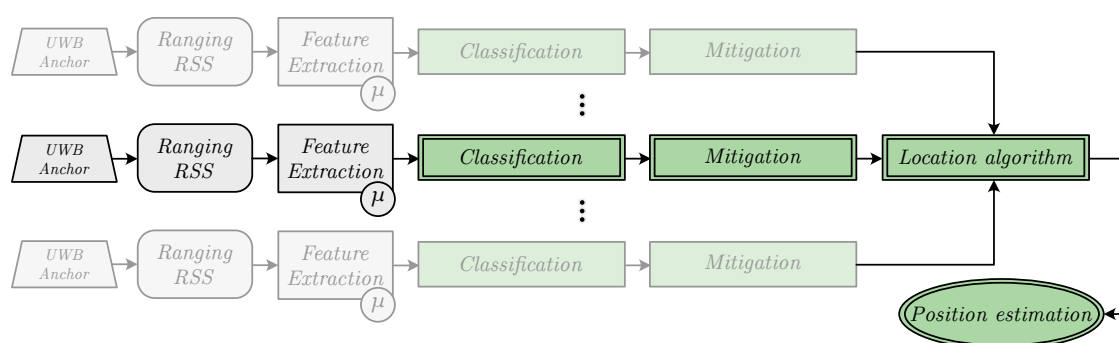 UWB
Anchor
Ranging
RSS
Feature
Extraction
μ
Classification
Mitigation
UWB
Anchor
Ranging
RSS
Feature
Extraction
μ
Classification
Mitigation
Location algorithm
UWB
Anchor
Ranging
RSS
Feature
Extraction
μ
Classification
Mitigation
Position estimation